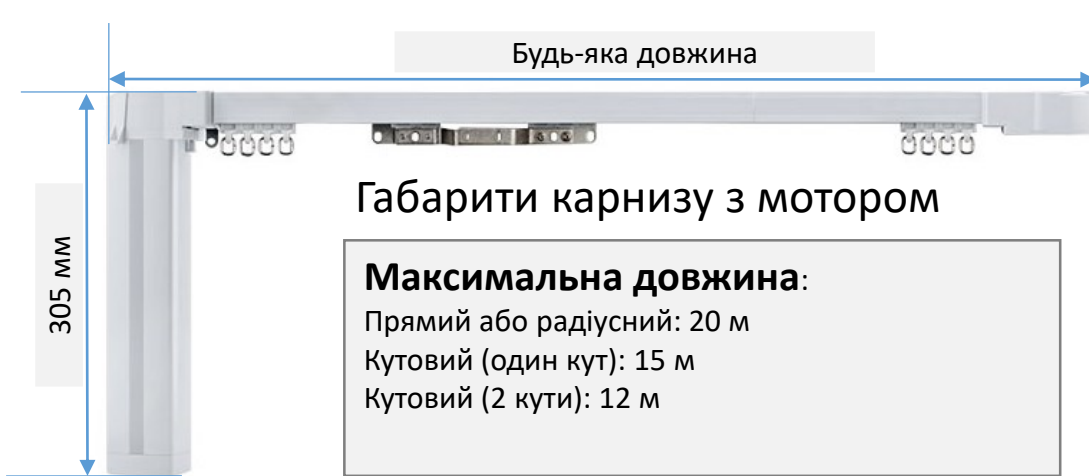 Будь-яка довжина
305 мм
Габарити карнизу з мотором
Максимальна довжина:
Прямий або радіусний: 20 м
Кутовий (один кут): 15 м
Кутовий (2 кути): 12 м